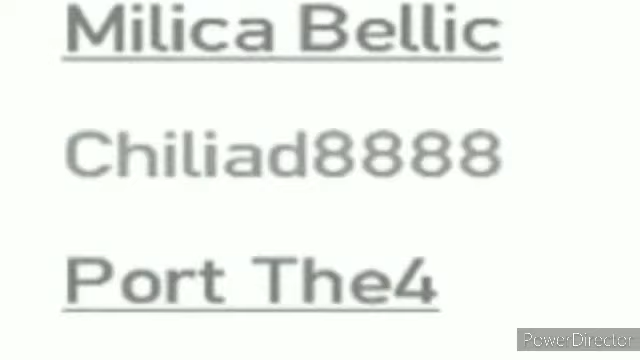 Milica Bellic
Chiliad8888
Port The4
PowerDirector